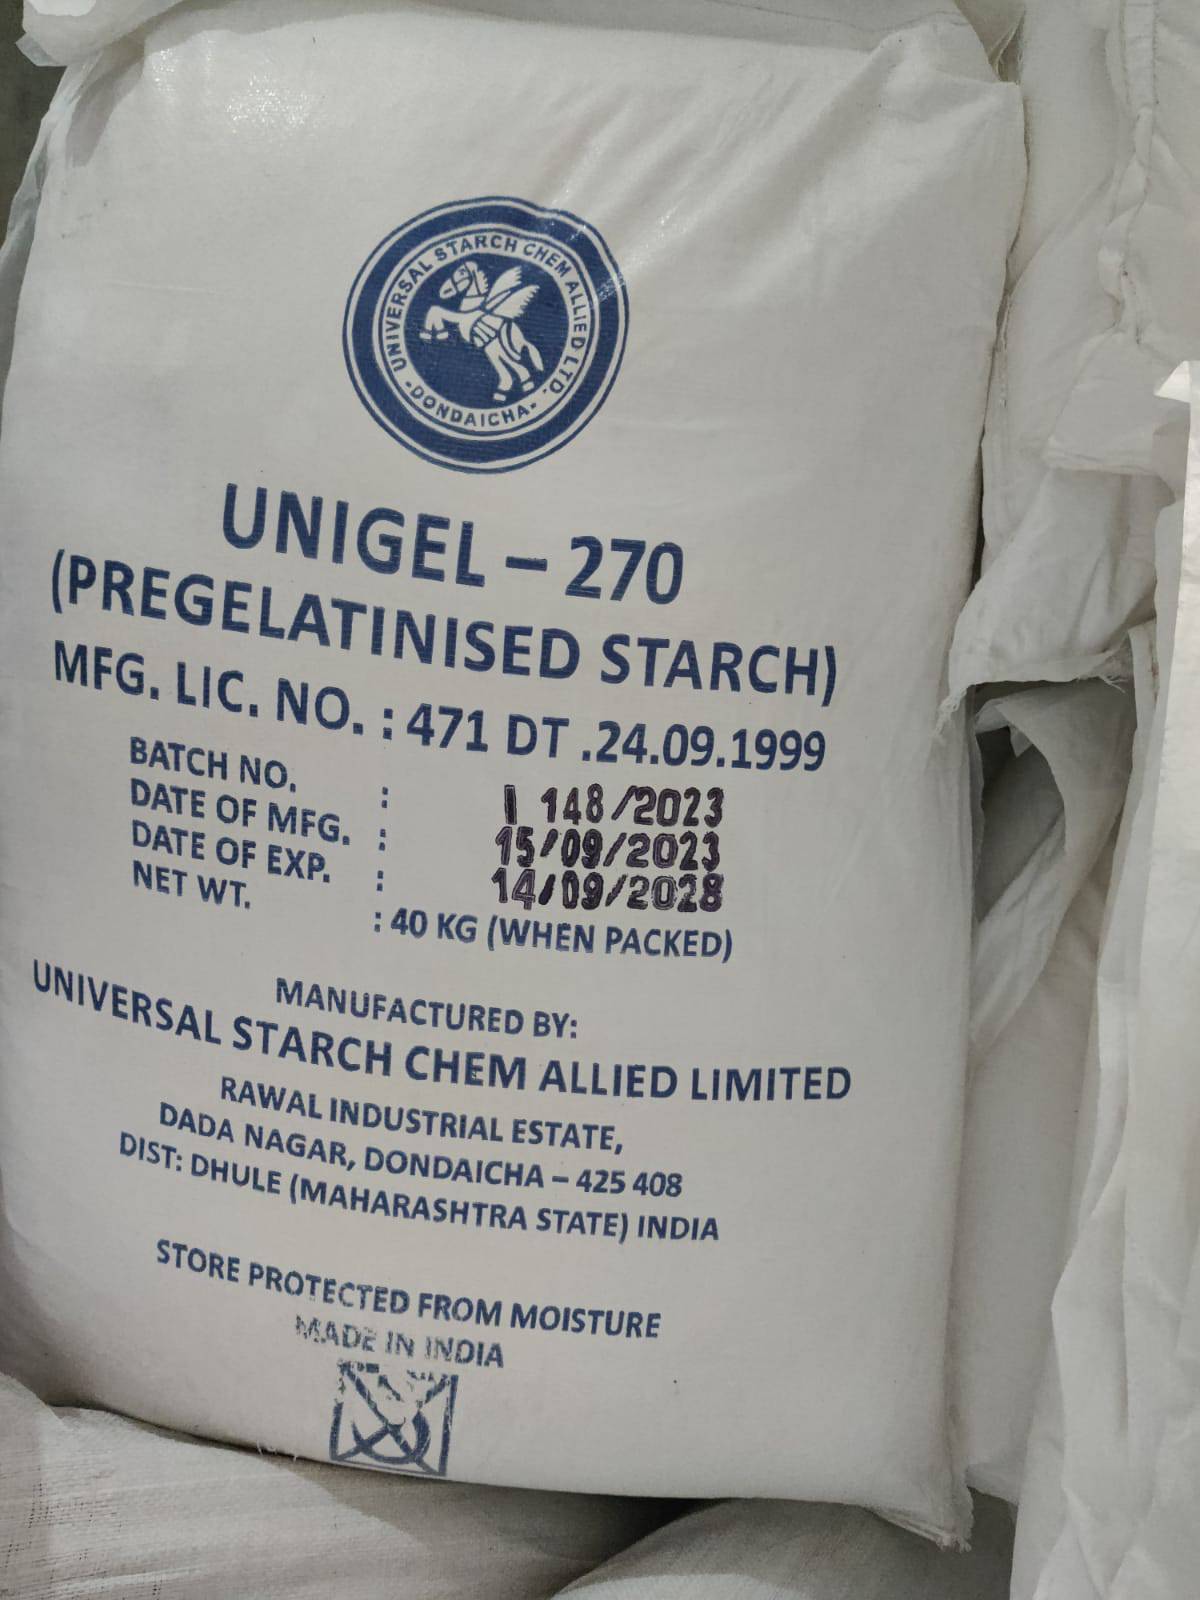 UNIVERSAL STARCH CHEM ALLIED LTD.
- DONDAICHA -
UNIGEL – 270
(PREGELATINISED STARCH)
MFG. LIC. NO. : 471 DT .24.09.1999
BATCH NO. : I 148/2023
DATE OF MFG. : 15/09/2023
DATE OF EXP. : 14/09/2028
NET WT. : 40 KG (WHEN PACKED)
MANUFACTURED BY:
UNIVERSAL STARCH CHEM ALLIED LIMITED
RAWAL INDUSTRIAL ESTATE,
DADA NAGAR, DONDAICHA – 425 408
DIST: DHULE (MAHARASHTRA STATE) INDIA
STORE PROTECTED FROM MOISTURE
MADE IN INDIA